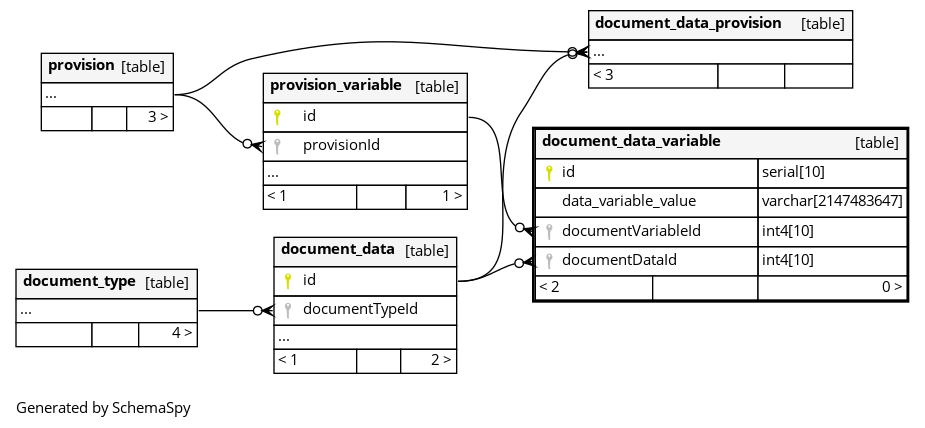 document_data_provision [table]
...
< 3
provision [table]
...
3 >
provision_variable [table]
id
provisionId
...
< 1 1 >
document_data_variable [table]
id serial[10]
data_variable_value varchar[2147483647]
documentVariableId int4[10]
documentDataId int4[10]
< 2 0 >
document_data [table]
id
documentTypeId
...
< 1 2 >
document_type [table]
...
4 >
Generated by SchemaSpy